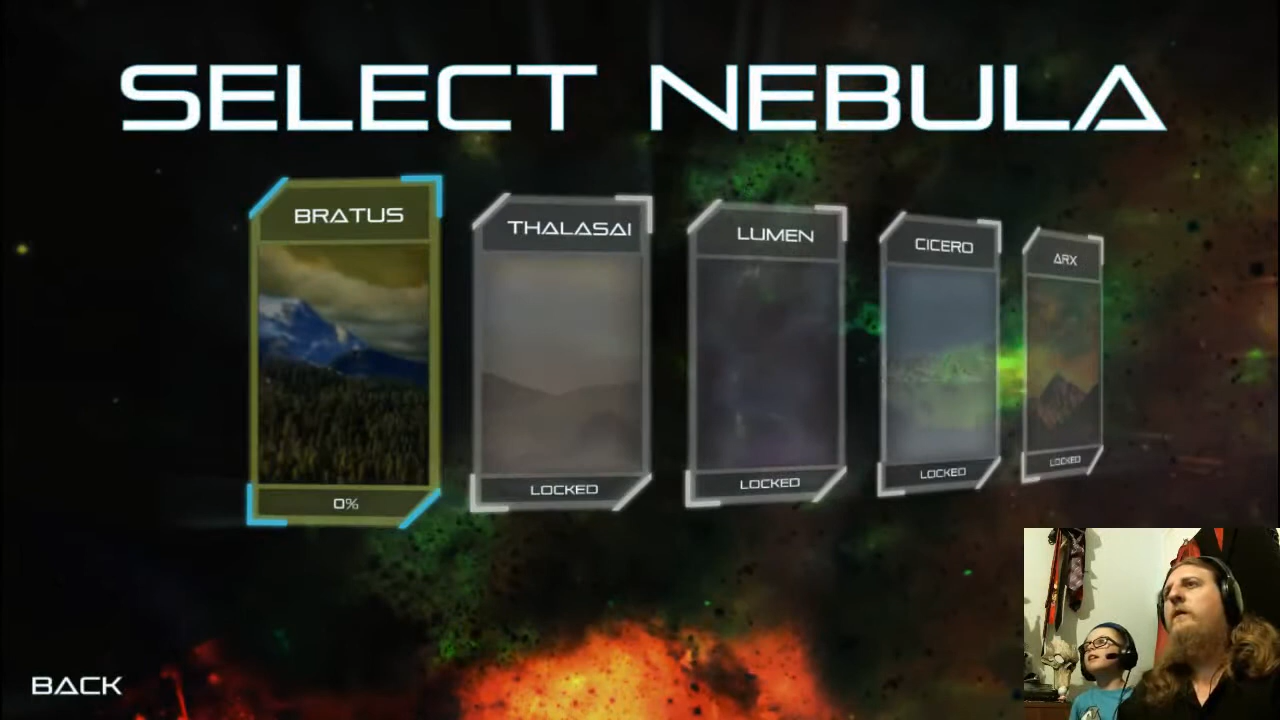 SELECT NEBULA
BRATUS
THALASAI
LUMEN
CICERO
ARX
0%
LOCKED
LOCKED
LOCKED
LOCKED
BACK